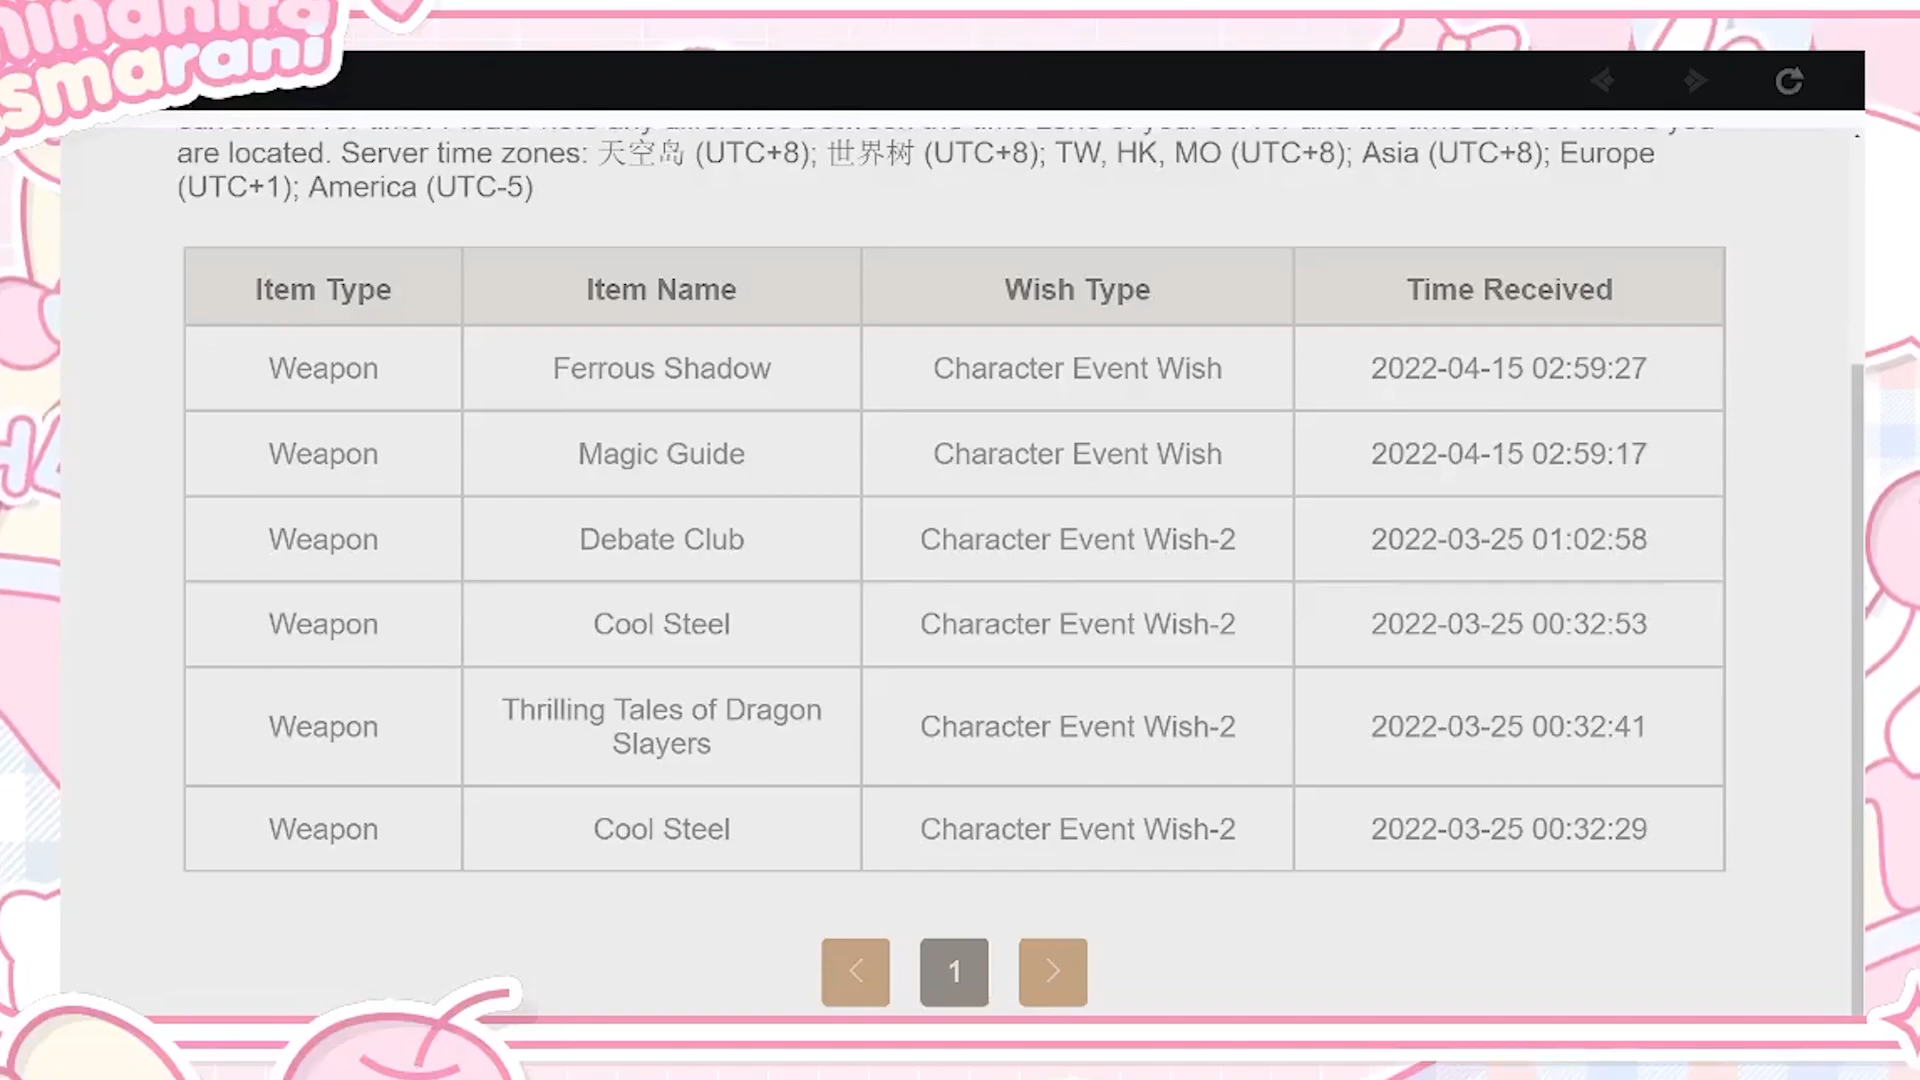 are located. Server time zones: 天空岛 (UTC+8); 世界树 (UTC+8); TW, HK, MO (UTC+8); Asia (UTC+8); Europe
(UTC+1); America (UTC-5)
Item Type Item Name Wish Type Time Received
Weapon Ferrous Shadow Character Event Wish 2022-04-15 02:59:27
Weapon Magic Guide Character Event Wish 2022-04-15 02:59:17
Weapon Debate Club Character Event Wish-2 2022-03-25 01:02:58
Weapon Cool Steel Character Event Wish-2 2022-03-25 00:32:53
Weapon Thrilling Tales of Dragon
Slayers Character Event Wish-2 2022-03-25 00:32:41
Weapon Cool Steel Character Event Wish-2 2022-03-25 00:32:29
1